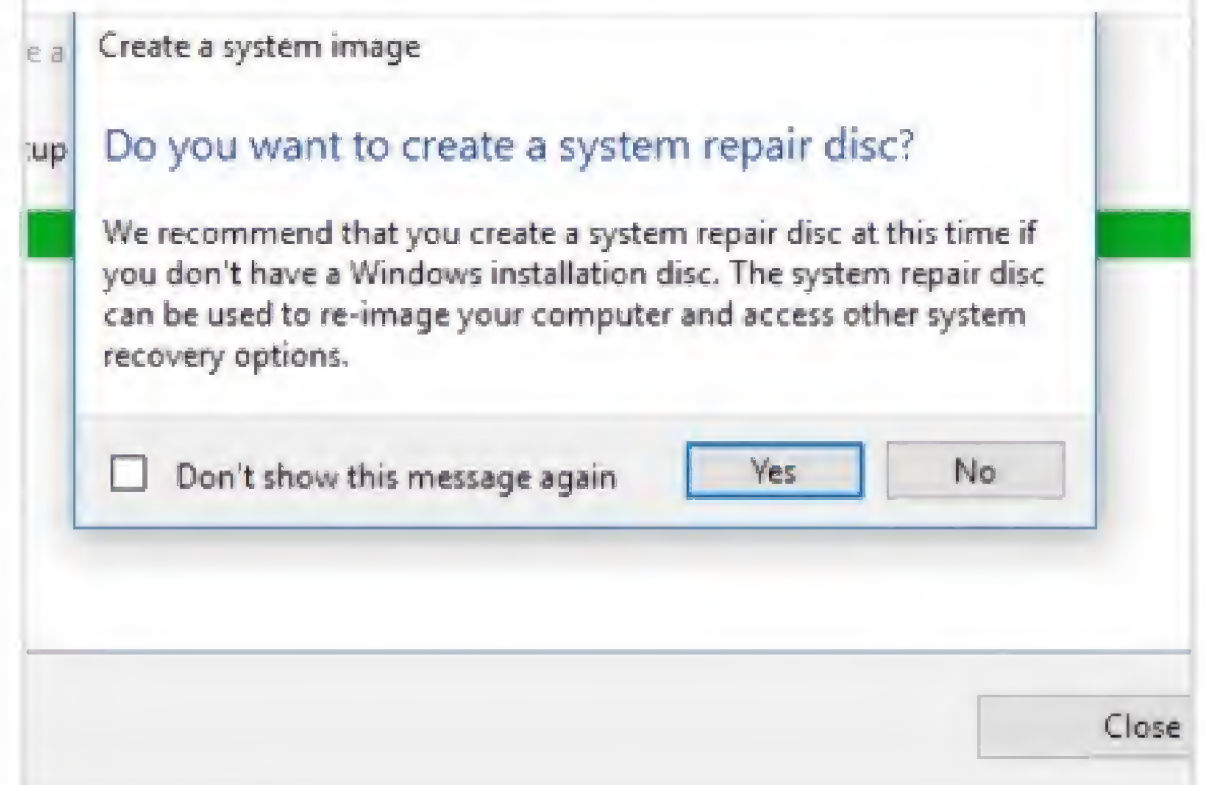 e a
Create a system image
tup
Do you want to create a system repair disc?
We recommend that you create a system repair disc at this time if
you don't have a Windows installation disc. The system repair disc
can be used to re-image your computer and access other system
recovery options.
Don't show this message again
Yes
No
Close